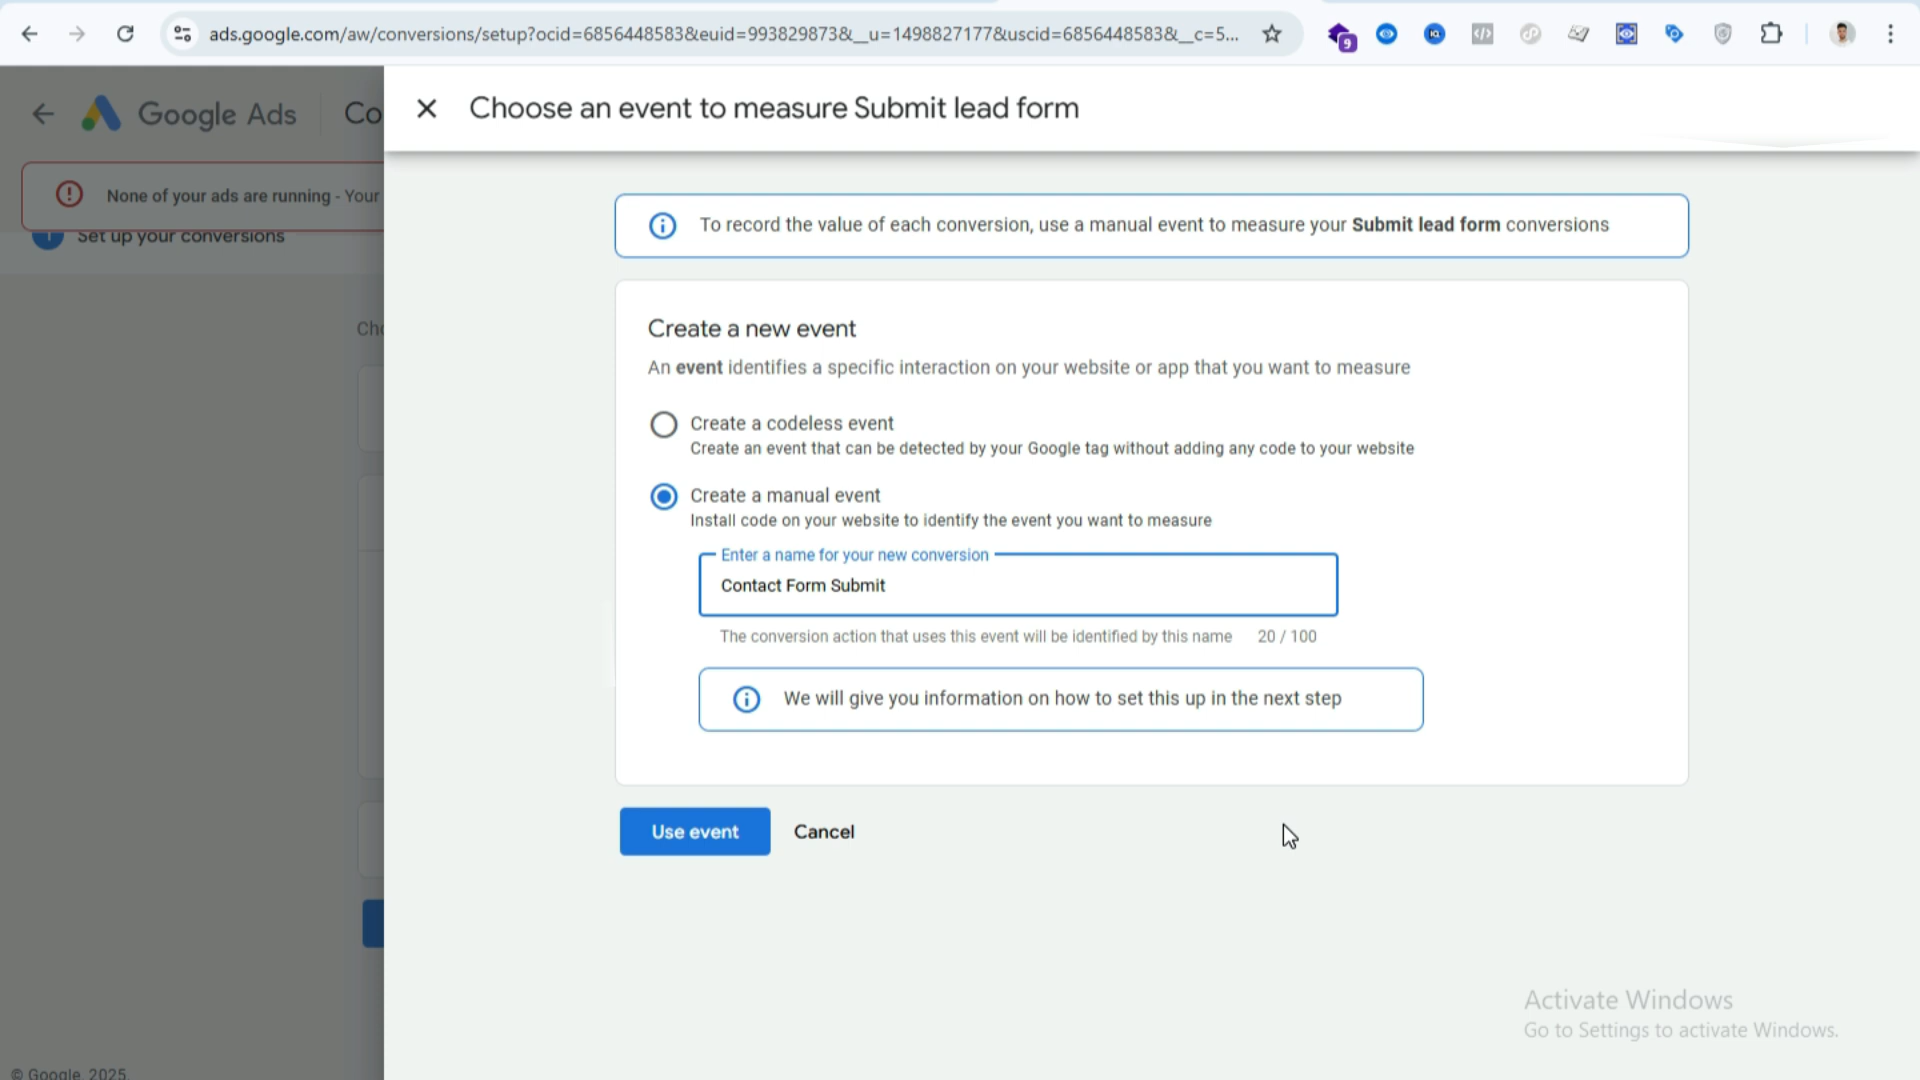 ads.google.com/aw/conversions/setup?ocid=6856448583&euid=993829873&__u=1498827177&uscid=6856448583&__c=5...
9
Google Ads
Co
Choose an event to measure Submit lead form
None of your ads are running - Your
Set up your conversions
To record the value of each conversion, use a manual event to measure your Submit lead form conversions
Create a new event
An event identifies a specific interaction on your website or app that you want to measure
Create a codeless event
Create an event that can be detected by your Google tag without adding any code to your website
Create a manual event
Install code on your website to identify the event you want to measure
Enter a name for your new conversion
Contact Form Submit
The conversion action that uses this event will be identified by this name 20 / 100
We will give you information on how to set this up in the next step
Use event
Cancel
Activate Windows
Go to Settings to activate Windows.
© Google, 2025.